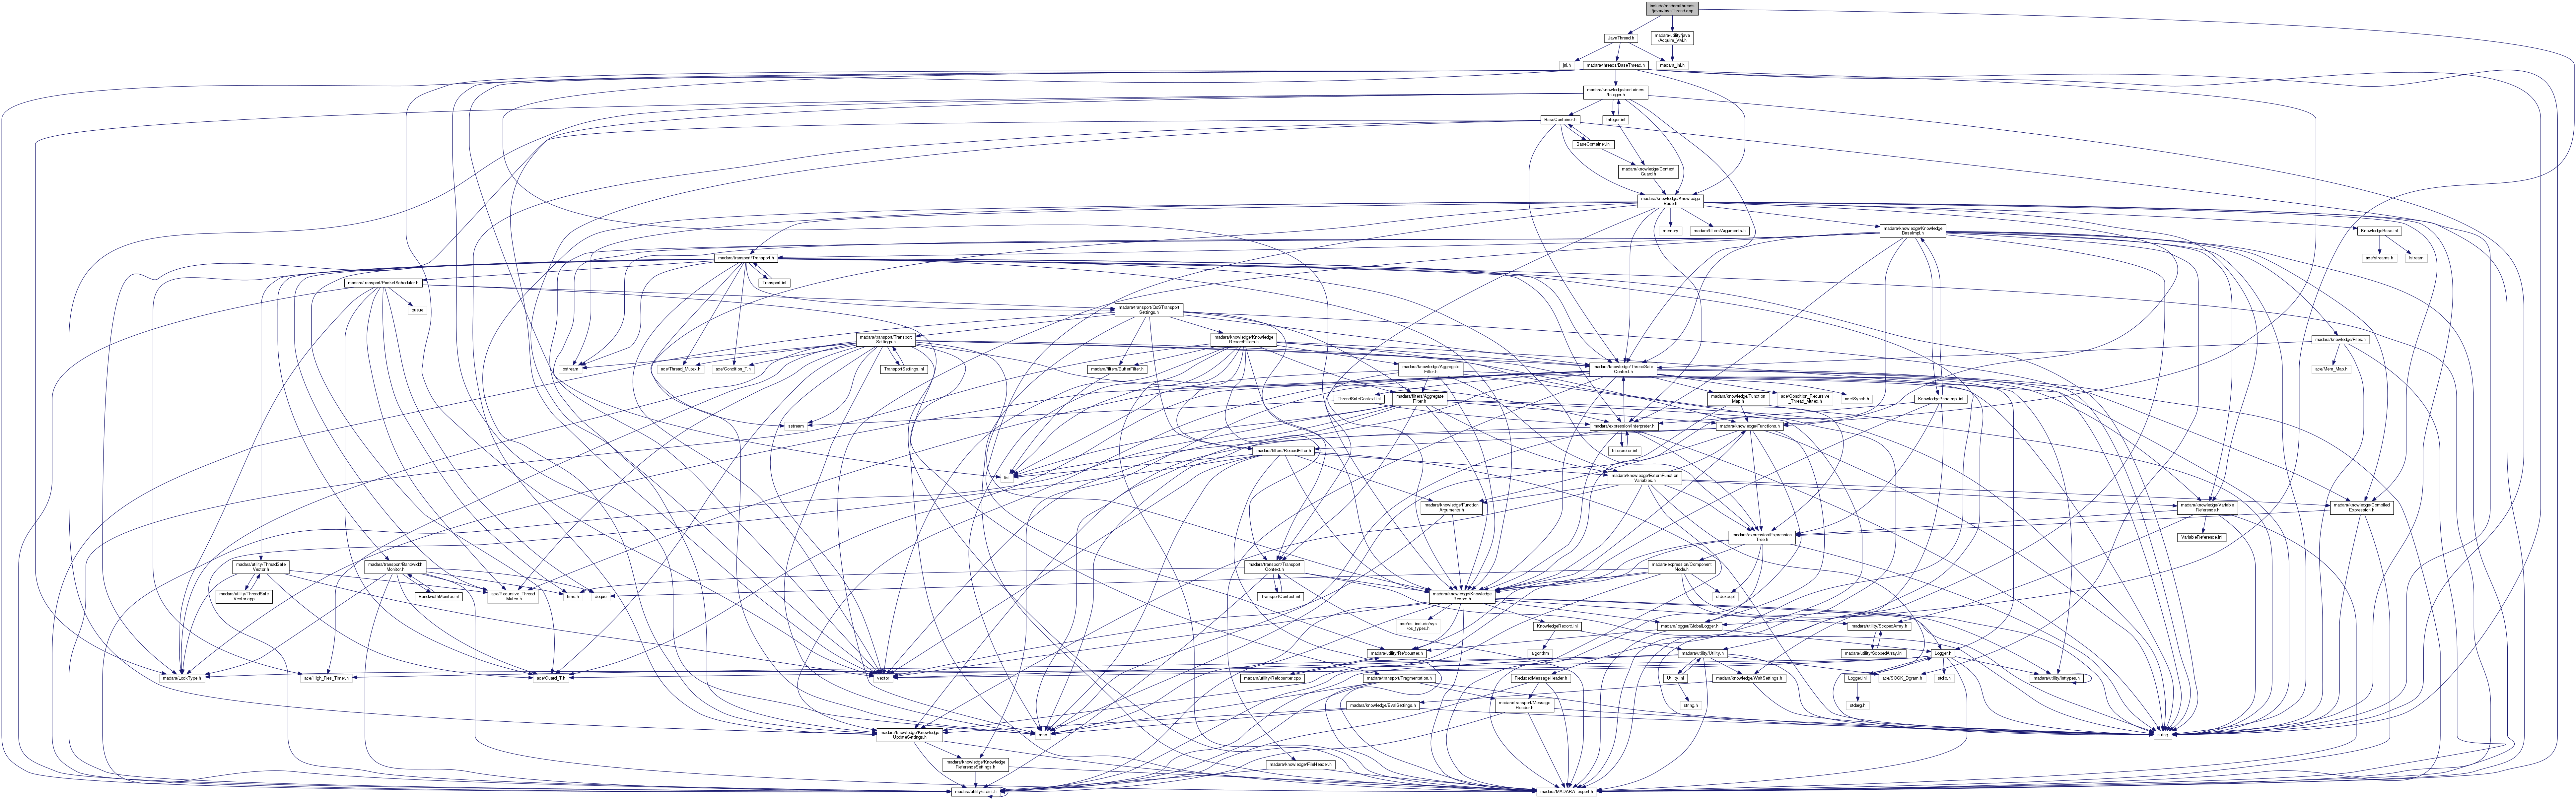 include/madara/threads
/java/JavaThread.cpp
JavaThread.h
madara/utility/java
/Acquire_VM.h
jni.h
madara/threads/BaseThread.h
madara_jni.h
madara/knowledge/containers
/Integer.h
BaseContainer.h
Integer.inl
BaseContainer.inl
madara/knowledge/Context
Guard.h
madara/knowledge/Knowledge
Base.h
memory
madara/filters/Arguments.h
madara/knowledge/Knowledge
BaseImpl.h
KnowledgeBase.inl
madara/transport/Transport.h
ace/streams.h
fstream
Transport.inl
madara/transport/PacketScheduler.h
queue
madara/transport/QoSTransport
Settings.h
madara/transport/Transport
Settings.h
madara/knowledge/Knowledge
RecordFilters.h
madara/knowledge/Files.h
sstream
ace/Thread_Mutex.h
ace/Condition_T.h
TransportSettings.inl
madara/filters/BufferFilter.h
madara/knowledge/Aggregate
Filter.h
madara/knowledge/ThreadSafe
Context.h
ace/Mem_Map.h
ThreadSafeContext.inl
madara/filters/Aggregate
Filter.h
madara/knowledge/Function
Map.h
ace/Condition_Recursive
_Thread_Mutex.h
ace/Synch.h
KnowledgeBaseImpl.inl
ostream
madara/expression/Interpreter.h
madara/knowledge/Functions.h
madara/filters/RecordFilter.h
Interpreter.inl
list
madara/knowledge/ExternFunction
Variables.h
madara/knowledge/Function
Arguments.h
madara/knowledge/Variable
Reference.h
madara/knowledge/Compiled
Expression.h
madara/expression/Expression
Tree.h
VariableReference.inl
madara/utility/ThreadSafe
Vector.h
madara/transport/Bandwidth
Monitor.h
madara/transport/Transport
Context.h
madara/expression/Component
Node.h
madara/utility/ThreadSafe
Vector.cpp
BandwidthMonitor.inl
ace/Recursive_Thread
_Mutex.h
time.h
deque
TransportContext.inl
madara/knowledge/Knowledge
Record.h
stdexcept
ace/os_include/sys
/os_types.h
KnowledgeRecord.inl
madara/logger/GlobalLogger.h
madara/utility/ScopedArray.h
algorithm
madara/utility/Refcounter.h
madara/utility/Utility.h
Logger.h
madara/utility/ScopedArray.inl
madara/LockType.h
ace/High_Res_Timer.h
ace/Guard_T.h
vector
madara/utility/Refcounter.cpp
madara/transport/Fragmentation.h
ReducedMessageHeader.h
Utility.inl
madara/knowledge/WaitSettings.h
Logger.inl
ace/SOCK_Dgram.h
stdio.h
madara/utility/inttypes.h
madara/knowledge/EvalSettings.h
madara/transport/Message
Header.h
string.h
stdarg.h
madara/knowledge/Knowledge
UpdateSettings.h
map
string
madara/knowledge/Knowledge
ReferenceSettings.h
madara/knowledge/FileHeader.h
madara/utility/stdint.h
madara/MADARA_export.h